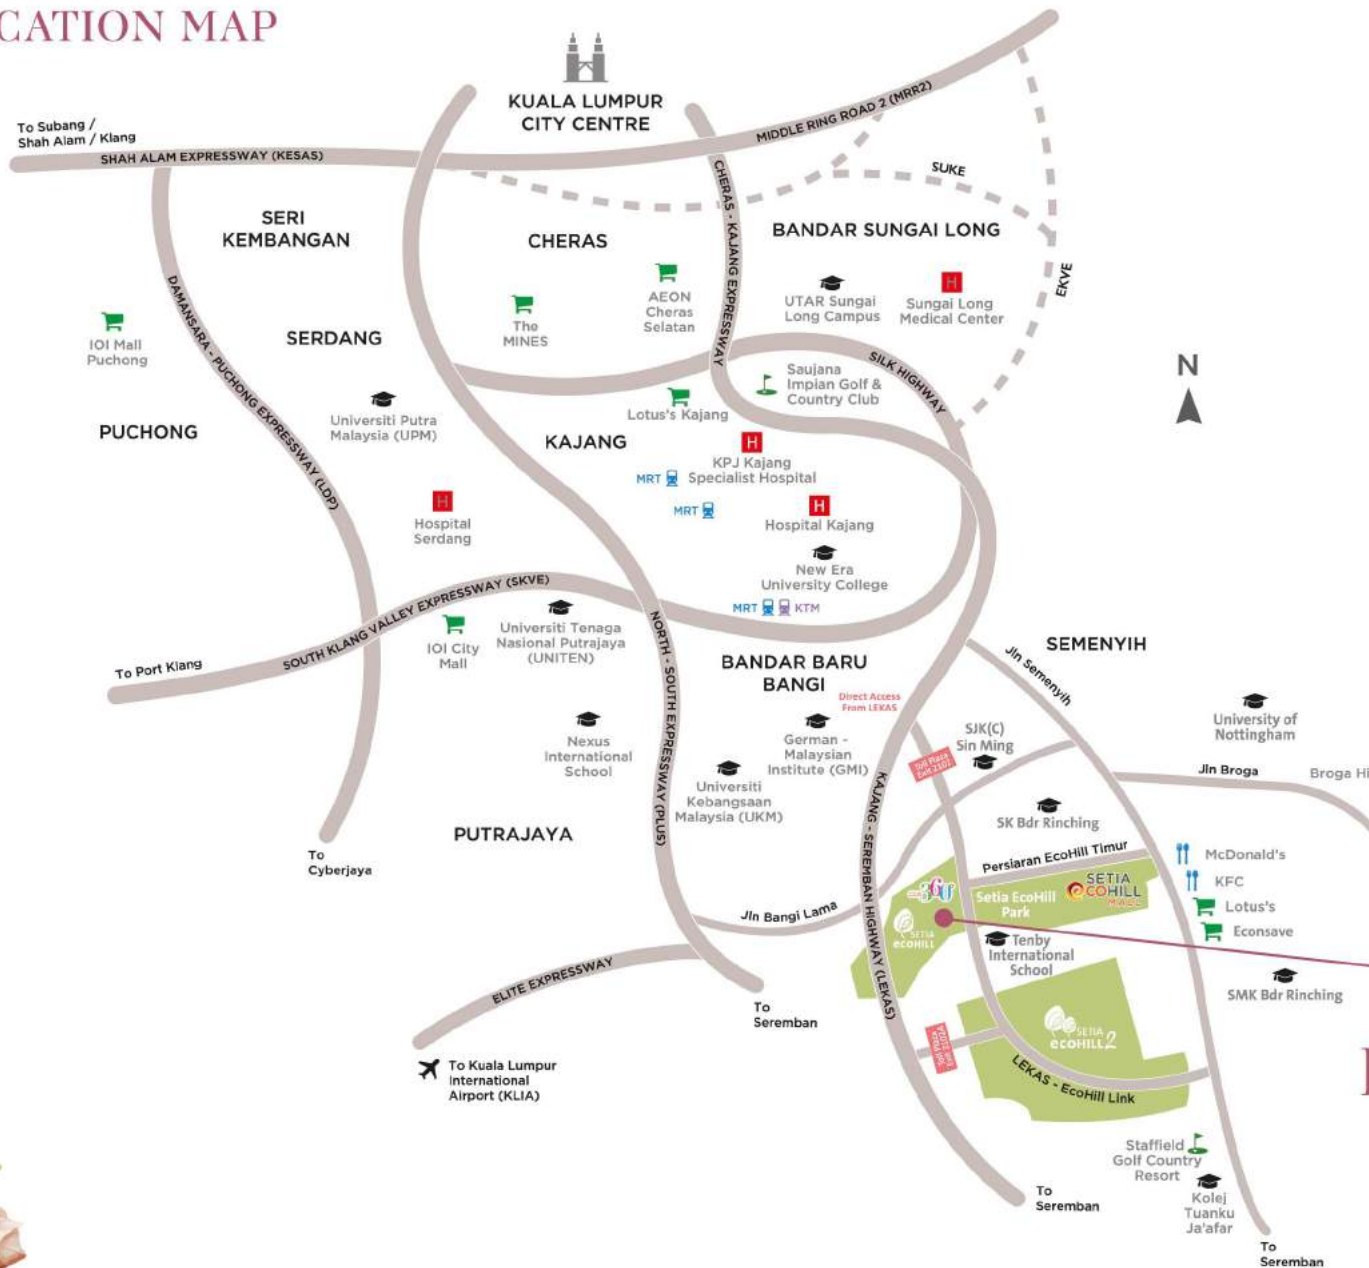 CATION MAP
KUALA LUMPUR
CITY CENTRE
To Subang /
Shah Alam / Klang
SHAH ALAM EXPRESSWAY (KESAS)
MIDDLE RING ROAD 2 (MRR2)
SUKE
EKVE
SERI
KEMBANGAN
CHERAS
CHERAS - KAJANG EXPRESSWAY
BANDAR SUNGAI LONG
AEON
Cheras
Selatan
The
MINES
UTAR Sungai
Long Campus
H
Sungai Long
Medical Center
IOI Mall
Puchong
DAMANSARA - PUCHONG EXPRESSWAY (LDP)
SERDANG
SILK HIGHWAY
Saujana
Impian Golf &
Country Club
N
Universiti Putra
Malaysia (UPM)
Lotus's Kajang
PUCHONG
KAJANG
H
KPJ Kajang
Specialist Hospital
MRT
MRT
H
Hospital
Serdang
H
Hospital Kajang
New Era
University College
MRT
KTM
SOUTH KLANG VALLEY EXPRESSWAY (SKVE)
To Port Klang
IOI City
Mall
Universiti Tenaga
Nasional Putrajaya
(UNITEN)
NORTH - SOUTH EXPRESSWAY (PLUS)
BANDAR BARU
BANGI
SEMENYIH
Jln Semenyih
Direct Access
From LEKAS
Toll Plaza
Exit 2102
SJK(C)
Sin Ming
University of
Nottingham
Nexus
International
School
German -
Malaysian
Institute (GMI)
Universiti
Kebangsaan
Malaysia (UKM)
KAJANG - SEREMBAN HIGHWAY (LEKAS)
Jln Broga
Broga Hi
SK Bdr Rinching
PUTRAJAYA
To
Cyberjaya
Persiaran EcoHill Timur
McDonald's
KFC
Lotus's
Econsave
360°
SETIA
ecoHILL
Setia EcoHill
Park
SETIA
ECOHILL
MALL
Jln Bangi Lama
Tenby
International
School
SMK Bdr Rinching
ELITE EXPRESSWAY
To
Seremban
To Kuala Lumpur
International
Airport (KLIA)
SETIA
ecoHILL2
LEKAS - EcoHill Link
Staffield
Golf Country
Resort
Kolej
Tuanku
Ja'afar
To
Seremban
To
Seremban